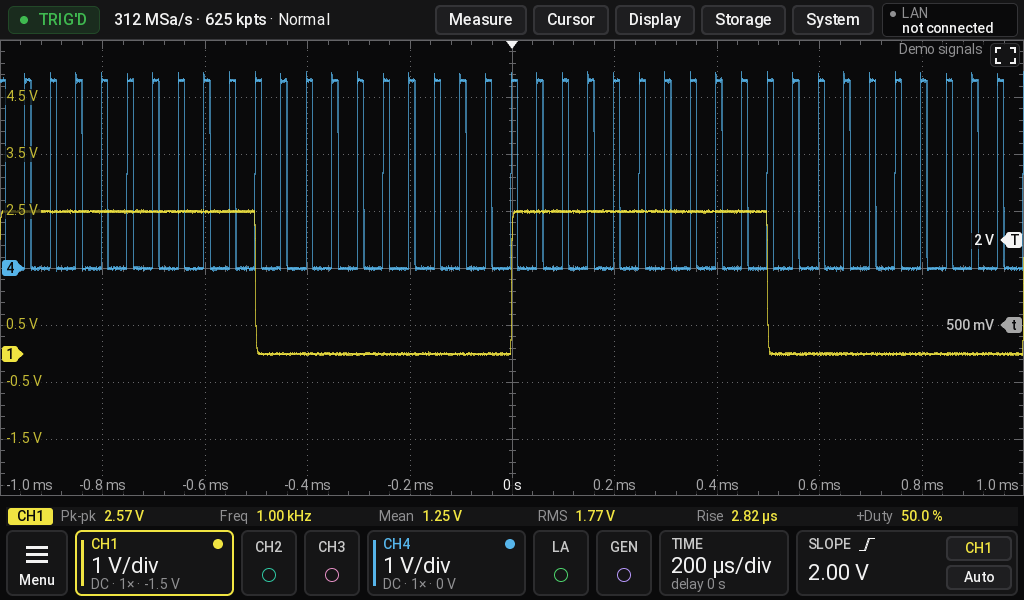 TRIG'D 312 MSa/s · 625 kpts · Normal Measure Cursor Display Storage System LAN
not connected
Demo signals
4.5 V
3.5 V
2.5 V
2 V T
4
0.5 V 500 mV t
1
-0.5 V
-1.5 V
-1.0 ms -0.8 ms -0.6 ms -0.4 ms -0.2 ms 0 s 0.2 ms 0.4 ms 0.6 ms 0.8 ms 1.0 ms
CH1 Pk-pk 2.57 V Freq 1.00 kHz Mean 1.25 V RMS 1.77 V Rise 2.82 µs +Duty 50.0 %
Menu
CH1
1 V/div
DC · 1× · -1.5 V
CH2
CH3
CH4
1 V/div
DC · 1× · 0 V
LA
GEN
TIME
200 µs/div
delay 0 s
SLOPE
2.00 V
CH1
Auto